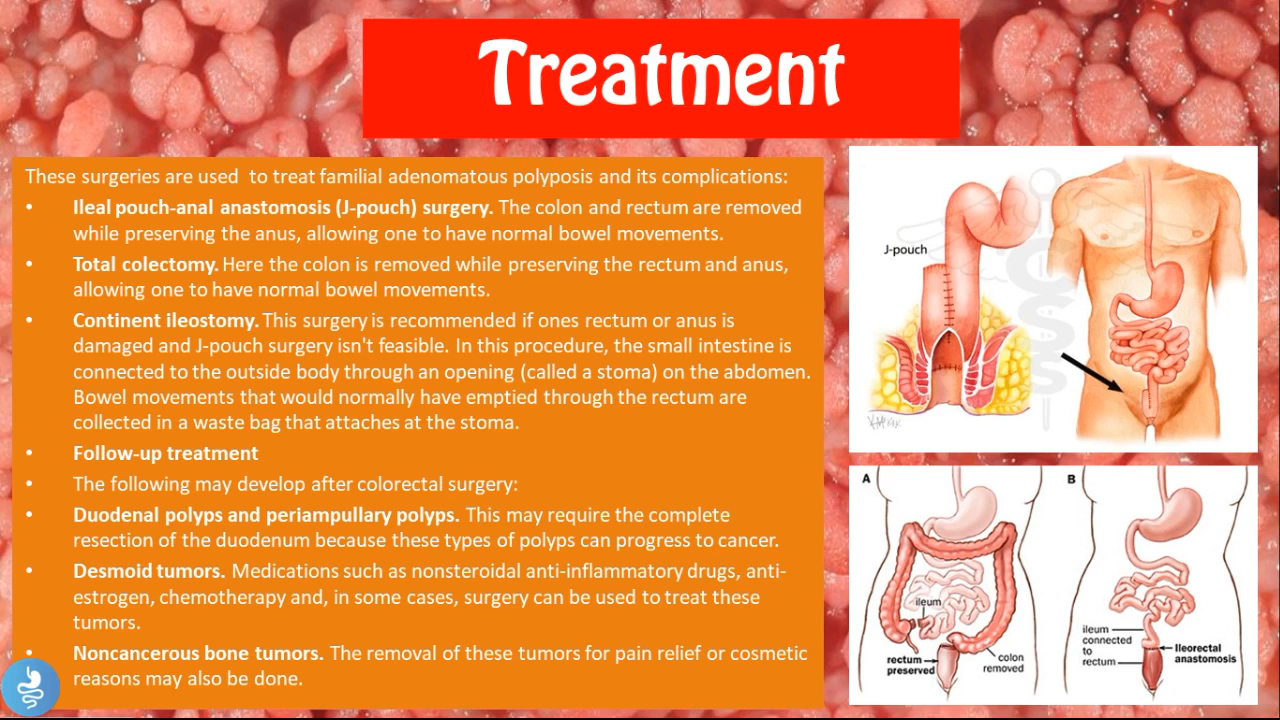 Treatment
These surgeries are used  to treat familial adenomatous polyposis and its complications:
• Ileal pouch-anal anastomosis (J-pouch) surgery. The colon and rectum are removed
while preserving the anus, allowing one to have normal bowel movements.
• Total colectomy. Here the colon is removed while preserving the rectum and anus,
allowing one to have normal bowel movements.
• Continent ileostomy. This surgery is recommended if ones rectum or anus is
damaged and J-pouch surgery isn't feasible. In this procedure, the small intestine is
connected to the outside body through an opening (called a stoma) on the abdomen.
Bowel movements that would normally have emptied through the rectum are
collected in a waste bag that attaches at the stoma.
• Follow-up treatment
• The following may develop after colorectal surgery:
• Duodenal polyps and periampullary polyps. This may require the complete
resection of the duodenum because these types of polyps can progress to cancer.
• Desmoid tumors. Medications such as nonsteroidal anti-inflammatory drugs, anti-
estrogen, chemotherapy and, in some cases, surgery can be used to treat these
tumors.
• Noncancerous bone tumors. The removal of these tumors for pain relief or cosmetic
reasons may also be done.
J-pouch
A
ileum
rectum
preserved
colon
removed
B
ileum
connected
to
rectum
Ileorectal
anastomosis